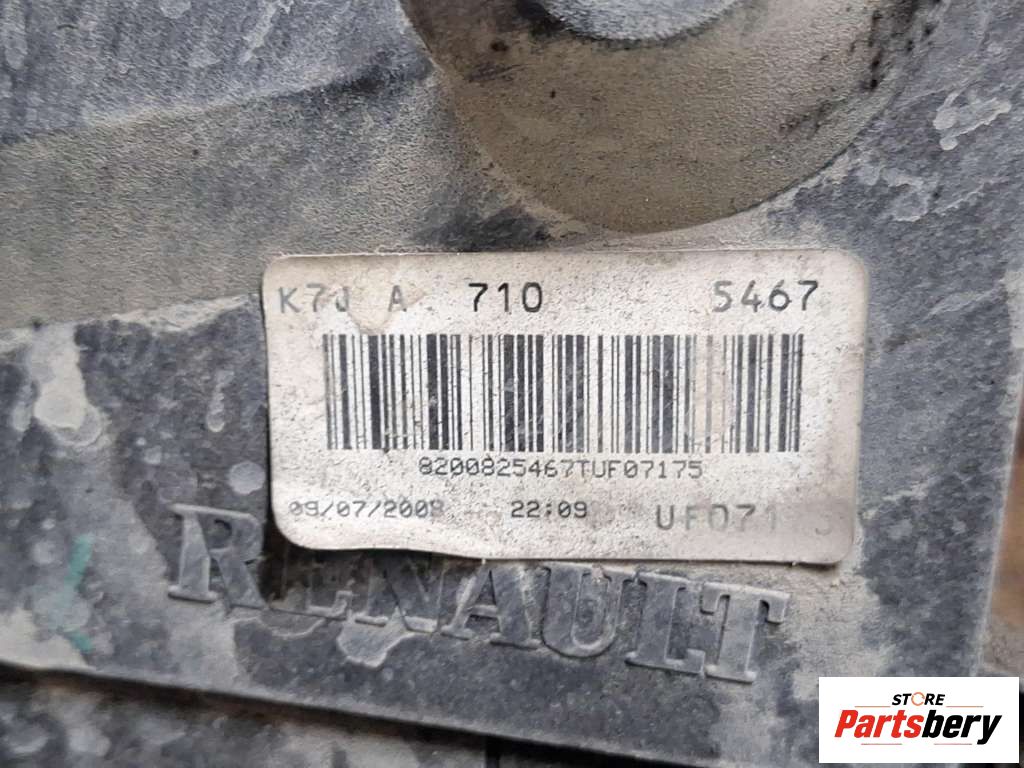 K7J A 710 5467
8200825467TUF07175
09/07/2008 22:09
RENAULT
STORE
Partsbery